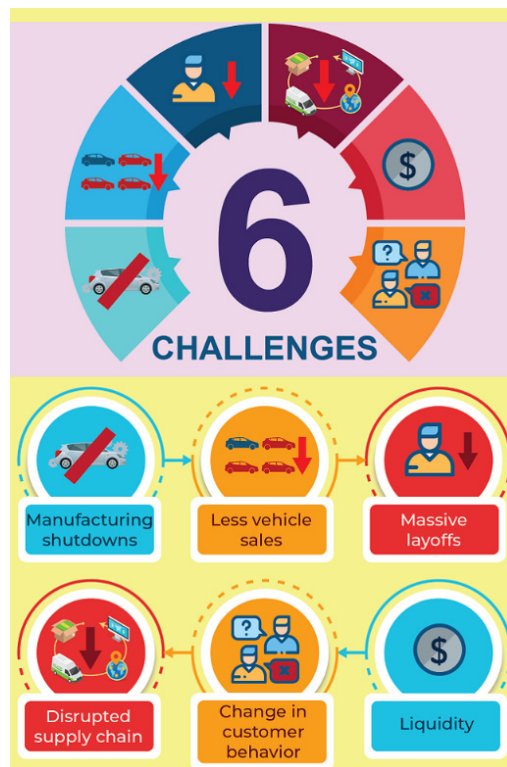 $
?
6
CHALLENGES
Manufacturing
shutdowns
Less vehicle
sales
Massive
layoffs
?
$
Disrupted
supply chain
Change in
customer
behavior
Liquidity